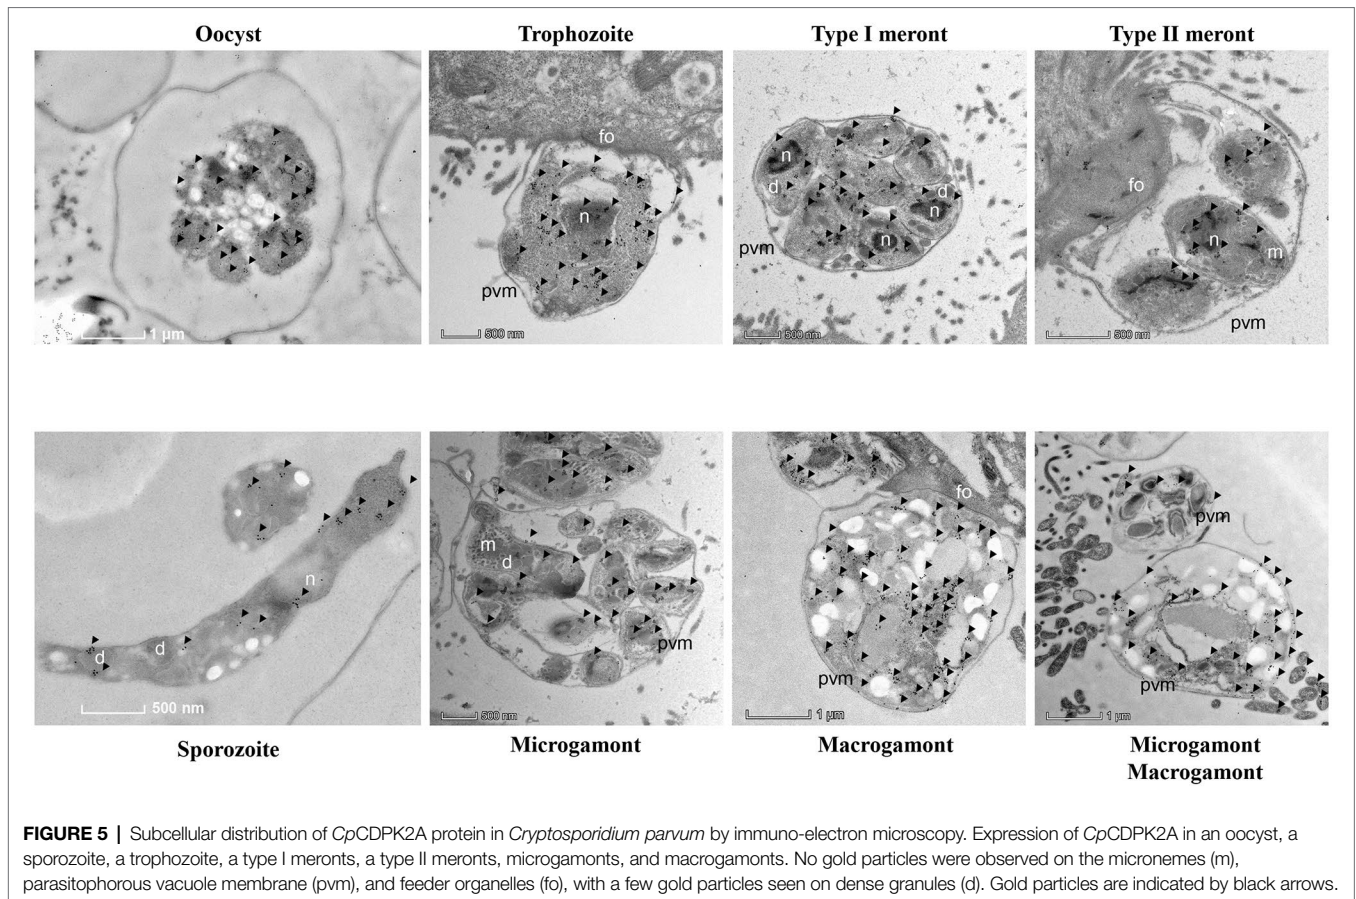 Oocyst
Trophozoite
Type I meront
Type II meront
1 µm
fo
n
pvm
500 nm
n
d
d
n
n
pvm
500 nm
fo
n
m
pvm
500 nm
n
d
d
500 nm
m
d
pvm
500 nm
fo
pvm
1 µm
pvm
pvm
1 µm
Sporozoite
Microgamont
Macrogamont
Microgamont
Macrogamont
FIGURE 5 | Subcellular distribution of CpCDPK2A protein in Cryptosporidium parvum by immuno-electron microscopy. Expression of CpCDPK2A in an oocyst, a
sporozoite, a trophozoite, a type I meronts, a type II meronts, microgamonts, and macrogamonts. No gold particles were observed on the micronemes (m),
parasitophorous vacuole membrane (pvm), and feeder organelles (fo), with a few gold particles seen on dense granules (d). Gold particles are indicated by black arrows.